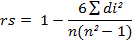 rs = 1 − 6 ∑ di² / n(n² − 1)